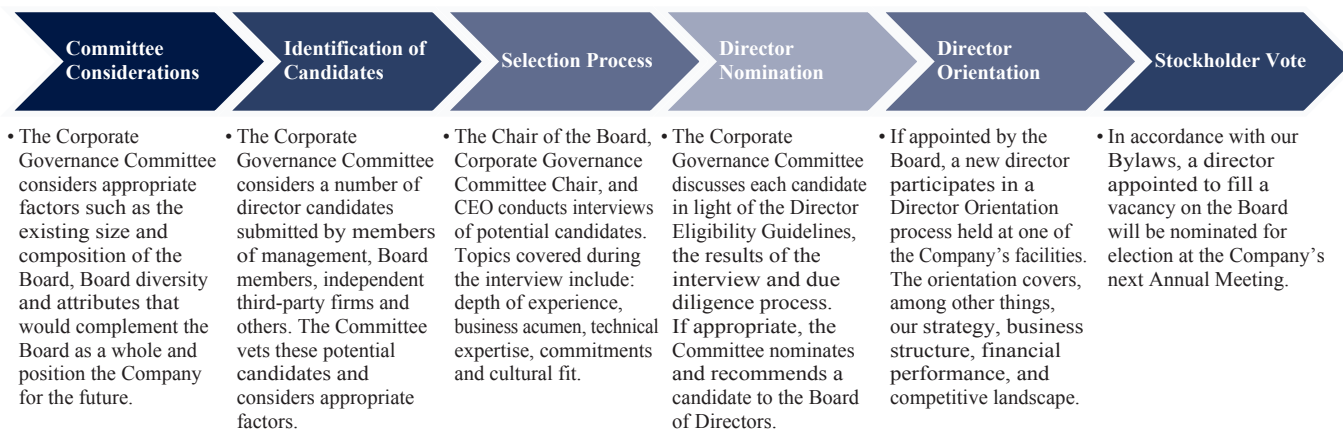 Committee
Considerations
Identification of
Candidates
Selection Process
Director
Nomination
Director
Orientation
Stockholder Vote
• The Corporate
Governance Committee
considers appropriate
factors such as the
existing size and
composition of the
Board, Board diversity
and attributes that
would complement the
Board as a whole and
position the Company
for the future.
• The Corporate
Governance Committee
considers a number of
director candidates
submitted by members
of management, Board
members, independent
third-party firms and
others. The Committee
vets these potential
candidates and
considers appropriate
factors.
• The Chair of the Board,
Corporate Governance
Committee Chair, and
CEO conducts interviews
of potential candidates.
Topics covered during
the interview include:
depth of experience,
business acumen, technical
expertise, commitments
and cultural fit.
• The Corporate
Governance Committee
discusses each candidate
in light of the Director
Eligibility Guidelines,
the results of the
interview and due
diligence process.
If appropriate, the
Committee nominates
and recommends a
candidate to the Board
of Directors.
• If appointed by the
Board, a new director
participates in a
Director Orientation
process held at one of
the Company’s facilities.
The orientation covers,
among other things,
our strategy, business
structure, financial
performance, and
competitive landscape.
• In accordance with our
Bylaws, a director
appointed to fill a
vacancy on the Board
will be nominated for
election at the Company’s
next Annual Meeting.